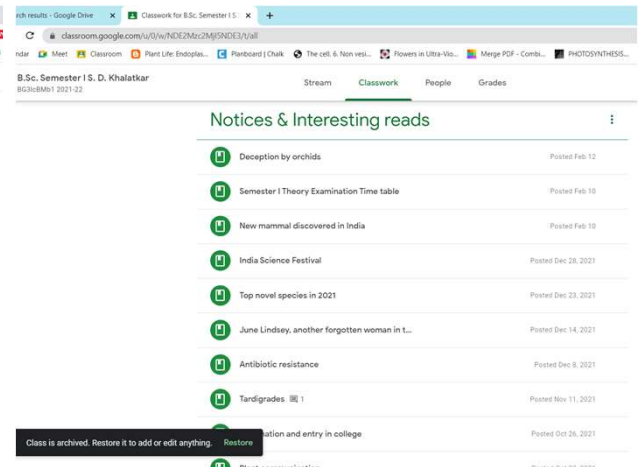 rch results - Google Drive
Classwork for B.Sc. Semester I S
classroom.google.com/u/0/w/NDE2Mzc2MjI5NDE3/t/all
ndar Meet Classroom Plant Life: Endoplas... Planboard | Chalk The cell. 6. Non vesi... Flowers in Ultra-Vio... Merge PDF - Combi... PHOTOSYNTHESIS...
B.Sc. Semester I S. D. Khalatkar
BG3IcBMb1 2021-22
Stream Classwork People Grades
Notices & Interesting reads
Deception by orchids Posted Feb 12
Semester I Theory Examination Time table Posted Feb 10
New mammal discovered in India Posted Feb 10
India Science Festival Posted Dec 28, 2021
Top novel species in 2021 Posted Dec 23, 2021
June Lindsey, another forgotten woman in t... Posted Dec 14, 2021
Antibiotic resistance Posted Dec 8, 2021
Tardigrades 1 Posted Nov 11, 2021
ation and entry in college Posted Oct 26, 2021
Class is archived. Restore it to add or edit anything. Restore